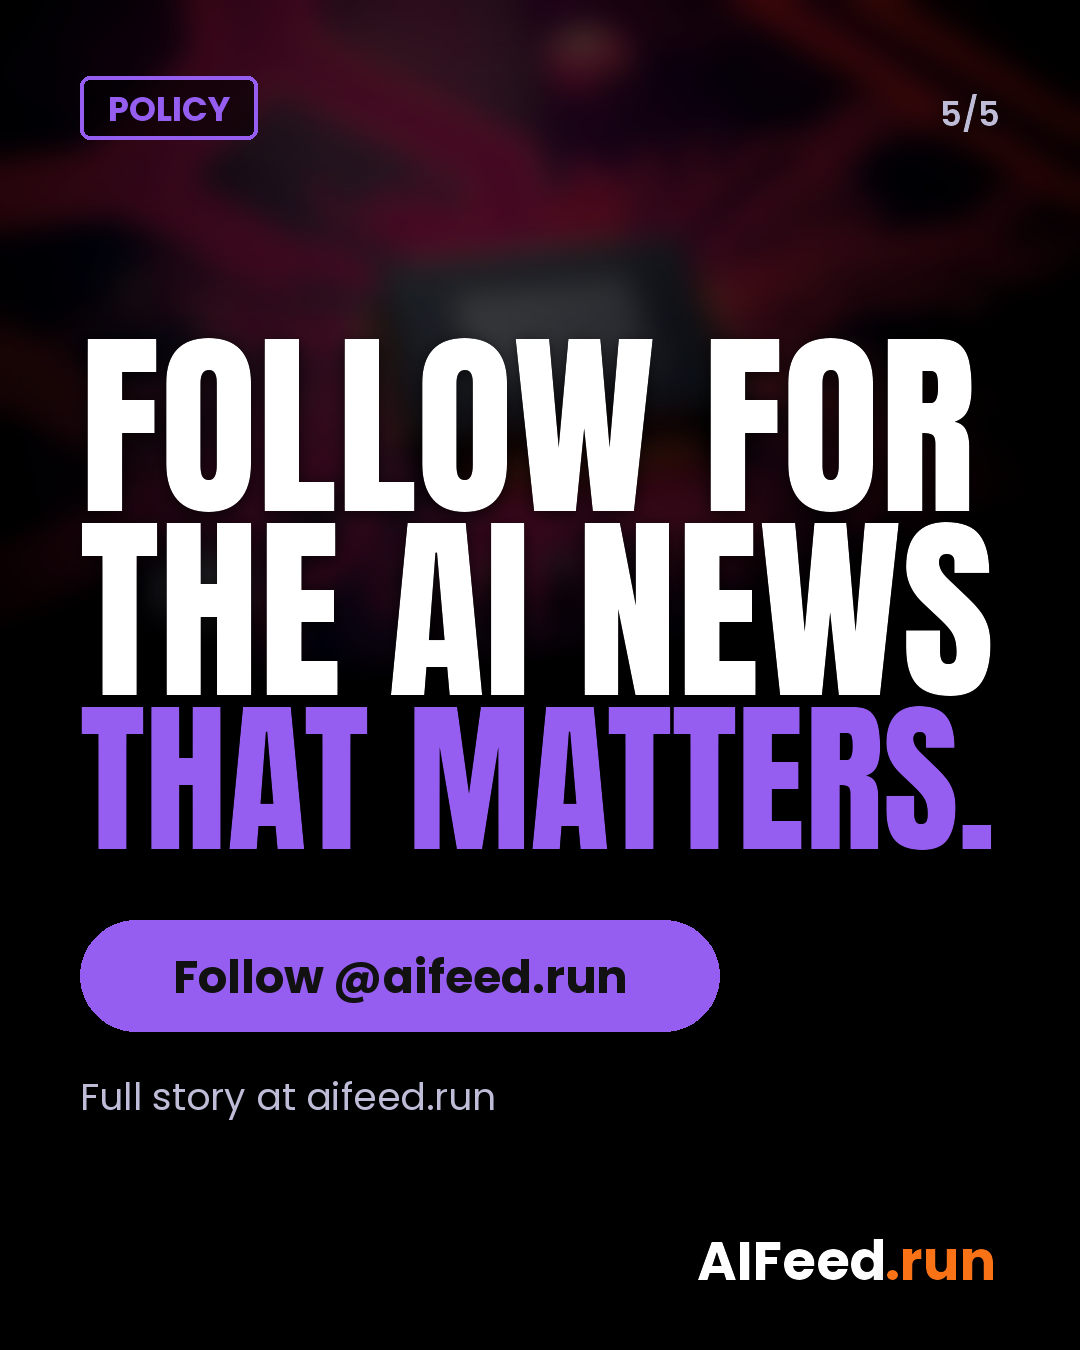 POLICY
5/5
FOLLOW FOR
THE AI NEWS
THAT MATTERS.
Follow @aifeed.run
Full story at aifeed.run
AIFeed.run